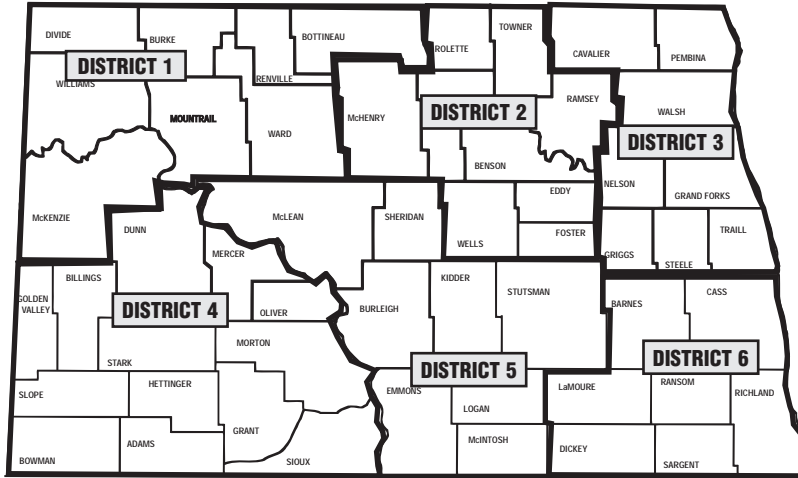 TOWNER
DIVIDE
BURKE
BOTTINEAU
ROLETTE
CAVALIER
PEMBINA
DISTRICT 1
WILLIAMS
RENVILLE
RAMSEY
MOUNTRAIL
McHENRY
DISTRICT 2
WALSH
WARD
DISTRICT 3
BENSON
NELSON
EDDY
GRAND FORKS
McKENZIE
DUNN
McLEAN
SHERIDAN
FOSTER
TRAILL
WELLS
MERCER
GRIGGS
STEELE
BILLINGS
KIDDER
STUTSMAN
CASS
GOLDEN
VALLEY
DISTRICT 4
OLIVER
BURLEIGH
BARNES
MORTON
DISTRICT 5
DISTRICT 6
STARK
HETTINGER
EMMONS
LaMOURE
RANSOM
SLOPE
RICHLAND
LOGAN
GRANT
ADAMS
McINTOSH
DICKEY
BOWMAN
SIOUX
SARGENT